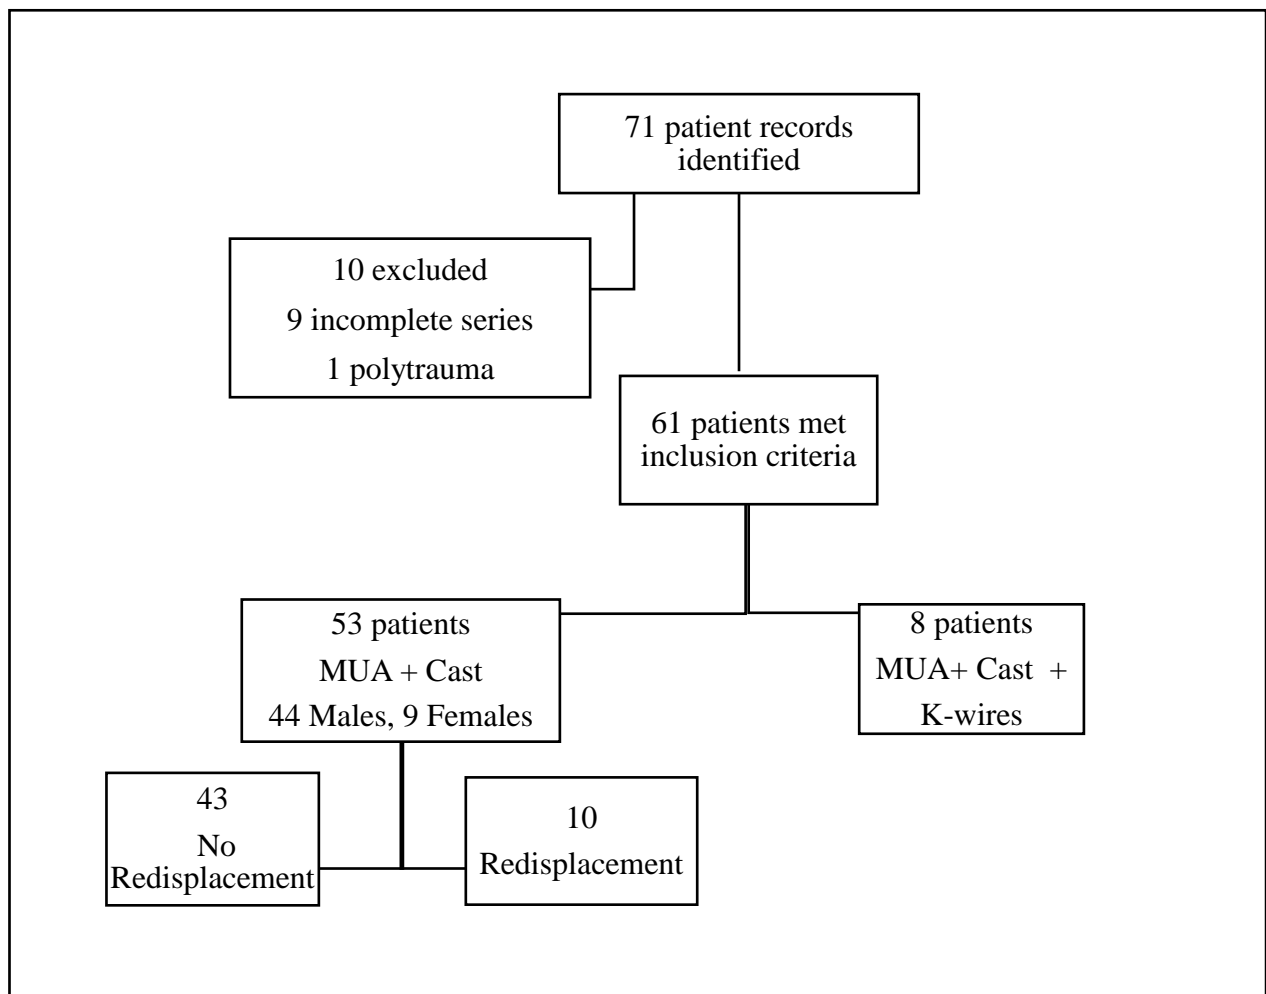 71 patient records
identified
10 excluded
9 incomplete series
1 polytrauma
61 patients met
inclusion criteria
53 patients
MUA + Cast
44 Males, 9 Females
8 patients
MUA+ Cast +
K-wires
43
No
Redisplacement
10
Redisplacement